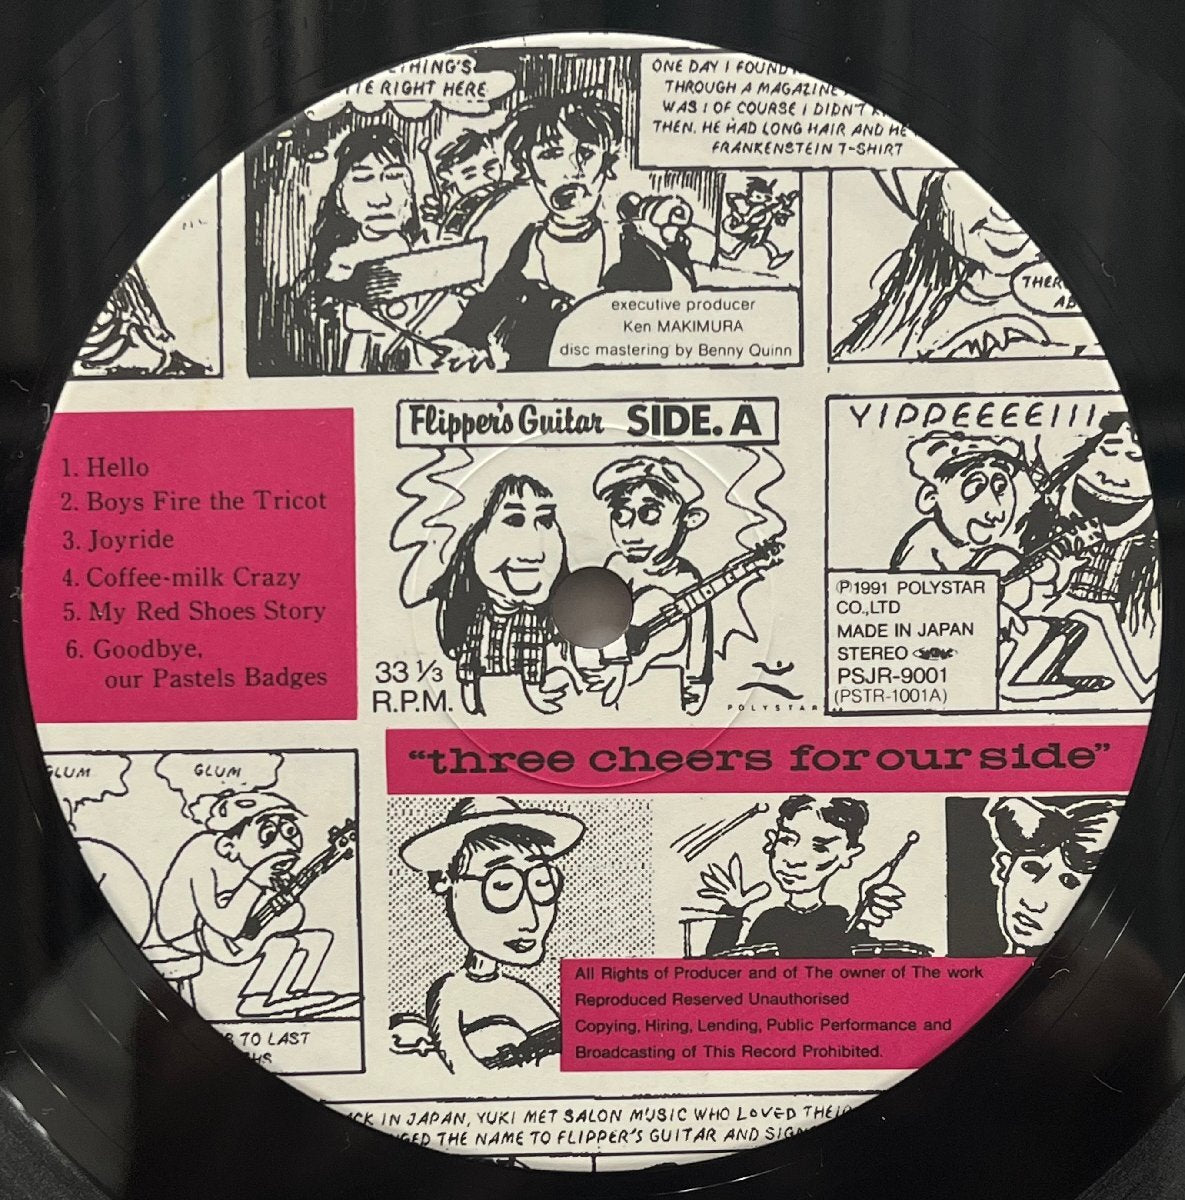 THING'S
RIGHT HERE
ONE DAY I FOUND
THROUGH A MAGAZINE
WAS I OF COURSE I DIDN'T
THEN. HE HAD LONG HAIR AND HE
FRANKENSTEIN T-SHIRT
executive producer
Ken MAKIMURA
disc mastering by Benny Quinn
Flipper's Guitar SIDE. A
YIPPEEEEIII
1. Hello
2. Boys Fire the Tricot
3. Joyride
4. Coffee-milk Crazy
5. My Red Shoes Story
6. Goodbye,
our Pastels Badges
33 1/3
R.P.M.
POLYSTAR
Ⓟ1991 POLYSTAR
CO.,LTD
MADE IN JAPAN
STEREO
PSJR-9001
(PSTR-1001A)
"three cheers for our side"
GLUM
GLUM
TO LAST
All Rights of Producer and of The owner of The work
Reproduced Reserved Unauthorised
Copying, Hiring, Lending, Public Performance and
Broadcasting of This Record Prohibited.
IN JAPAN, YUKI MET SALON MUSIC WHO LOVED THEIR
THE NAME TO FLIPPER'S GUITAR AND